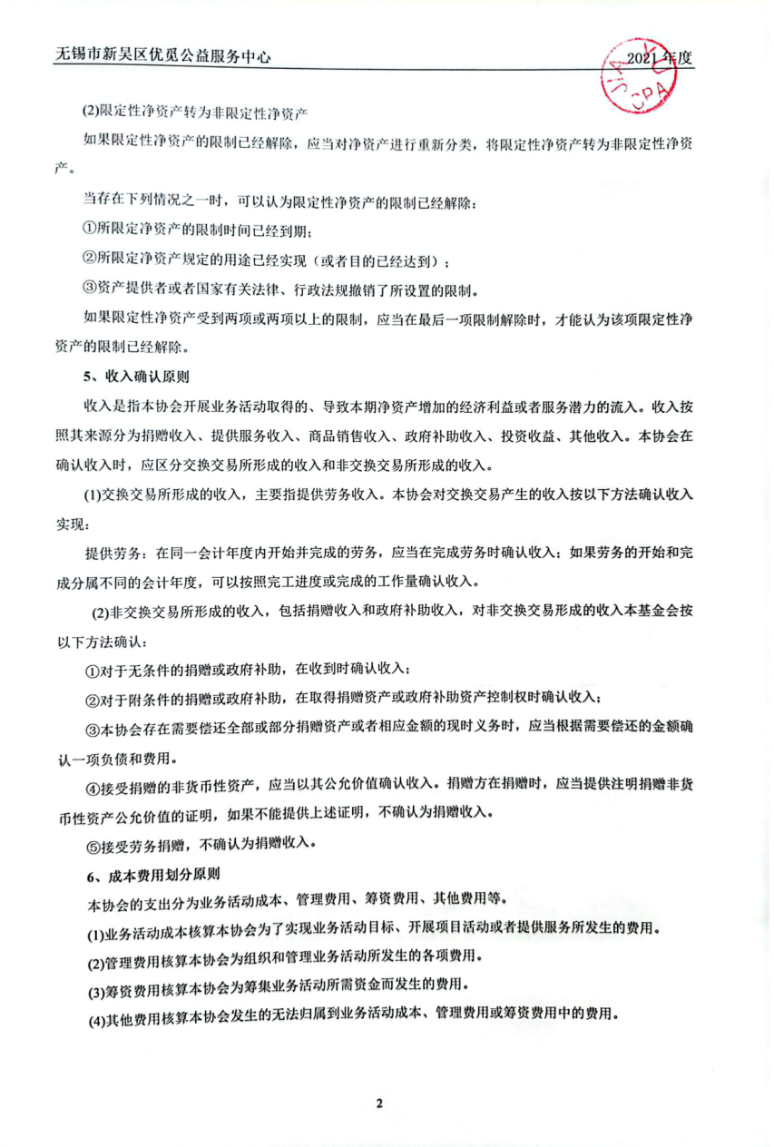 无锡市新吴区优觅公益服务中心
2021年度
JIA YU CPA
(2)限定性净资产转为非限定性净资产
如果限定性净资产的限制已经解除，应当对净资产进行重新分类，将限定性净资产转为非限定性净资
产。
当存在下列情况之一时，可以认为限定性净资产的限制已经解除：
①所限定净资产的限制时间已经到期；
②所限定净资产规定的用途已经实现（或者目的已经达到）；
③资产提供者或者国家有关法律、行政法规撤销了所设置的限制。
如果限定性净资产受到两项或两项以上的限制，应当在最后一项限制解除时，才能认为该项限定性净
资产的限制已经解除。
5、收入确认原则
收入是指本协会开展业务活动取得的、导致本期净资产增加的经济利益或者服务潜力的流入。收入按
照其来源分为捐赠收入、提供服务收入、商品销售收入、政府补助收入、投资收益、其他收入。本协会在
确认收入时，应区分交换交易所形成的收入和非交换交易所形成的收入。
(1)交换交易所形成的收入，主要指提供劳务收入。本协会对交换交易产生的收入按以下方法确认收入
实现：
提供劳务：在同一会计年度内开始并完成的劳务，应当在完成劳务时确认收入；如果劳务的开始和完
成分属不同的会计年度，可以按照完工进度或完成的工作量确认收入。
(2)非交换交易所形成的收入，包括捐赠收入和政府补助收入，对非交换交易形成的收入本基金会按
以下方法确认：
①对于无条件的捐赠或政府补助，在收到时确认收入；
②对于附条件的捐赠或政府补助，在取得捐赠资产或政府补助资产控制权时确认收入；
③本协会存在需要偿还全部或部分捐赠资产或者相应金额的现时义务时，应当根据需要偿还的金额确
认一项负债和费用。
④接受捐赠的非货币性资产，应当以其公允价值确认收入。捐赠方在捐赠时，应当提供注明捐赠非货
币性资产公允价值的证明，如果不能提供上述证明，不确认为捐赠收入。
⑤接受劳务捐赠，不确认为捐赠收入。
6、成本费用划分原则
本协会的支出分为业务活动成本、管理费用、筹资费用、其他费用等。
(1)业务活动成本核算本协会为了实现业务活动目标、开展项目活动或者提供服务所发生的费用。
(2)管理费用核算本协会为组织和管理业务活动所发生的各项费用。
(3)筹资费用核算本协会为筹集业务活动所需资金而发生的费用。
(4)其他费用核算本协会发生的无法归属到业务活动成本、管理费用或筹资费用中的费用。
2